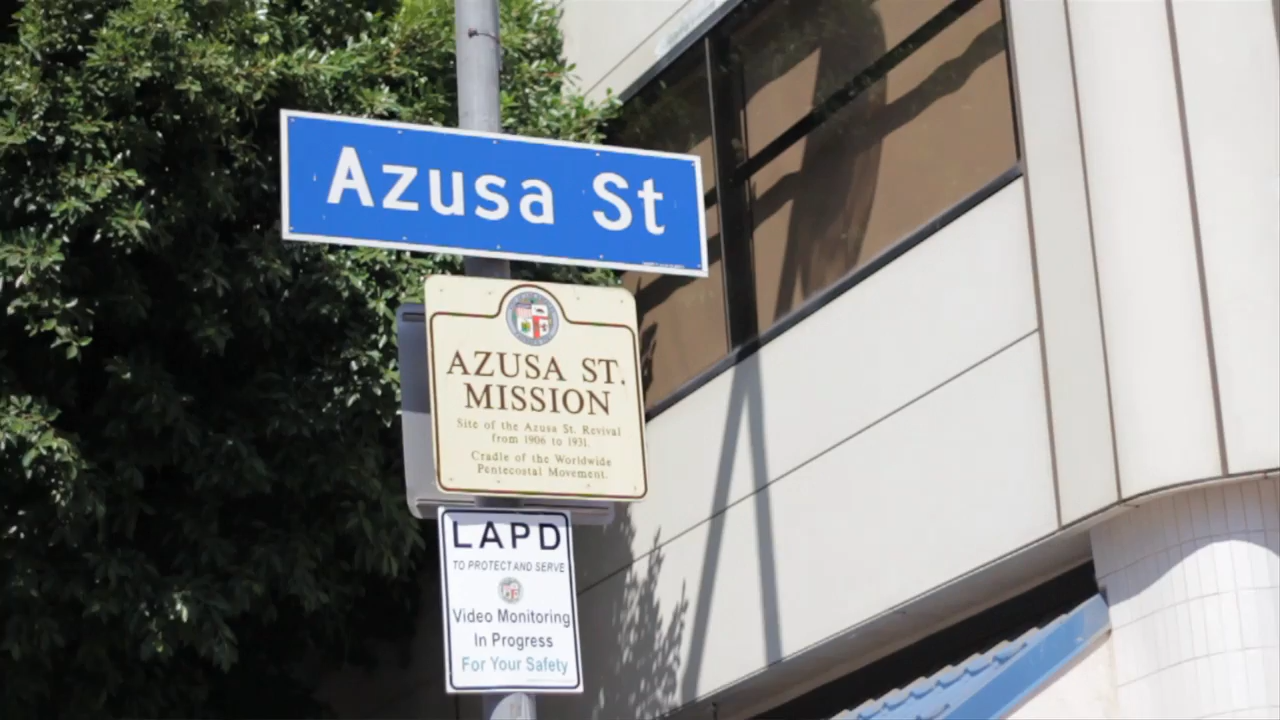 Azusa St
AZUSA ST.
MISSION
Site of the Azusa St. Revival
from 1906 to 1931.
Cradle of the Worldwide
Pentecostal Movement.
LAPD
TO PROTECT AND SERVE
Video Monitoring
In Progress
For Your Safety